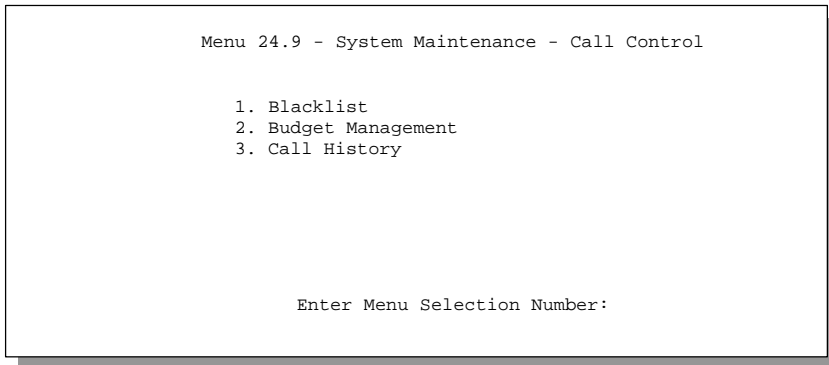 Menu 24.9 - System Maintenance - Call Control
1. Blacklist
2. Budget Management
3. Call History
Enter Menu Selection Number: